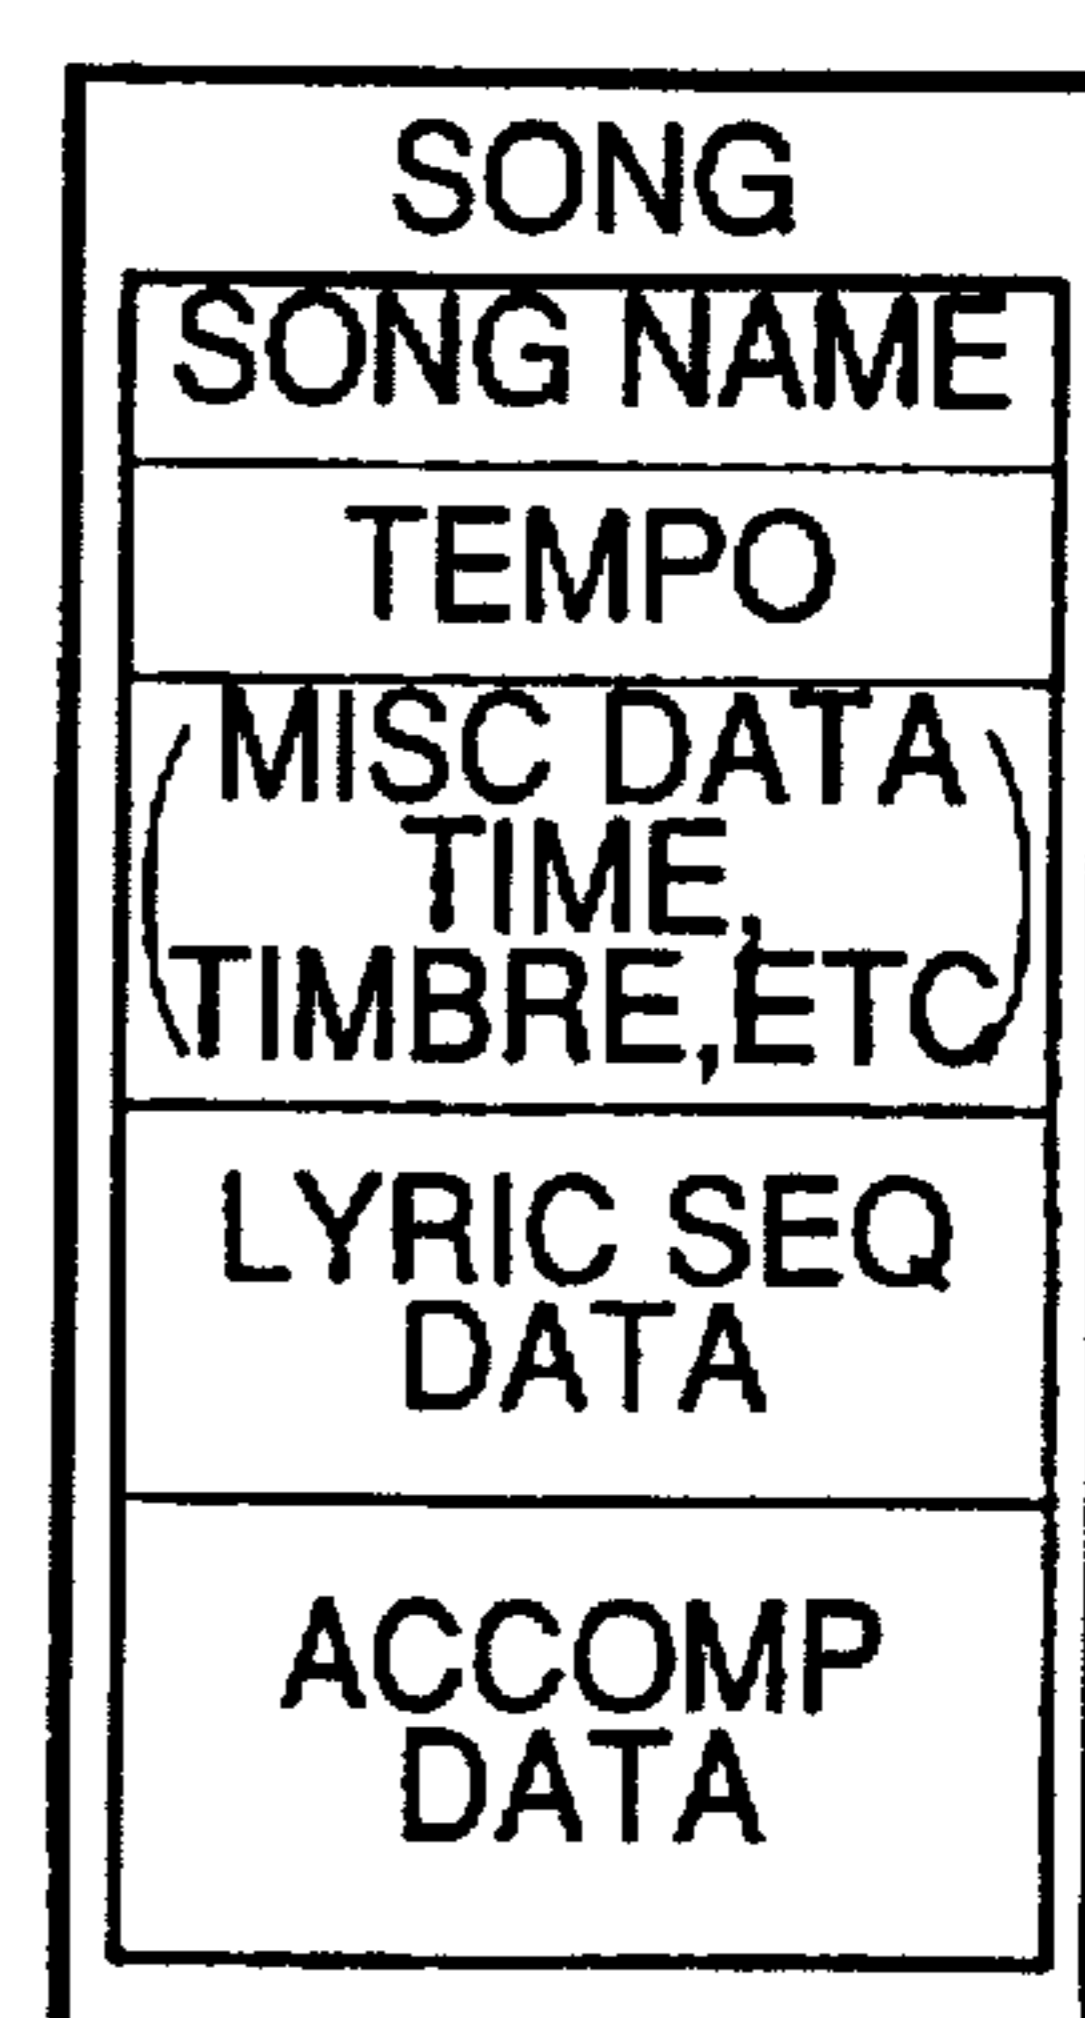 SONG
SONG NAME
TEMPO
(MISC DATA
TIME,
TIMBRE,ETC)
LYRIC SEQ
DATA
ACCOMP
DATA